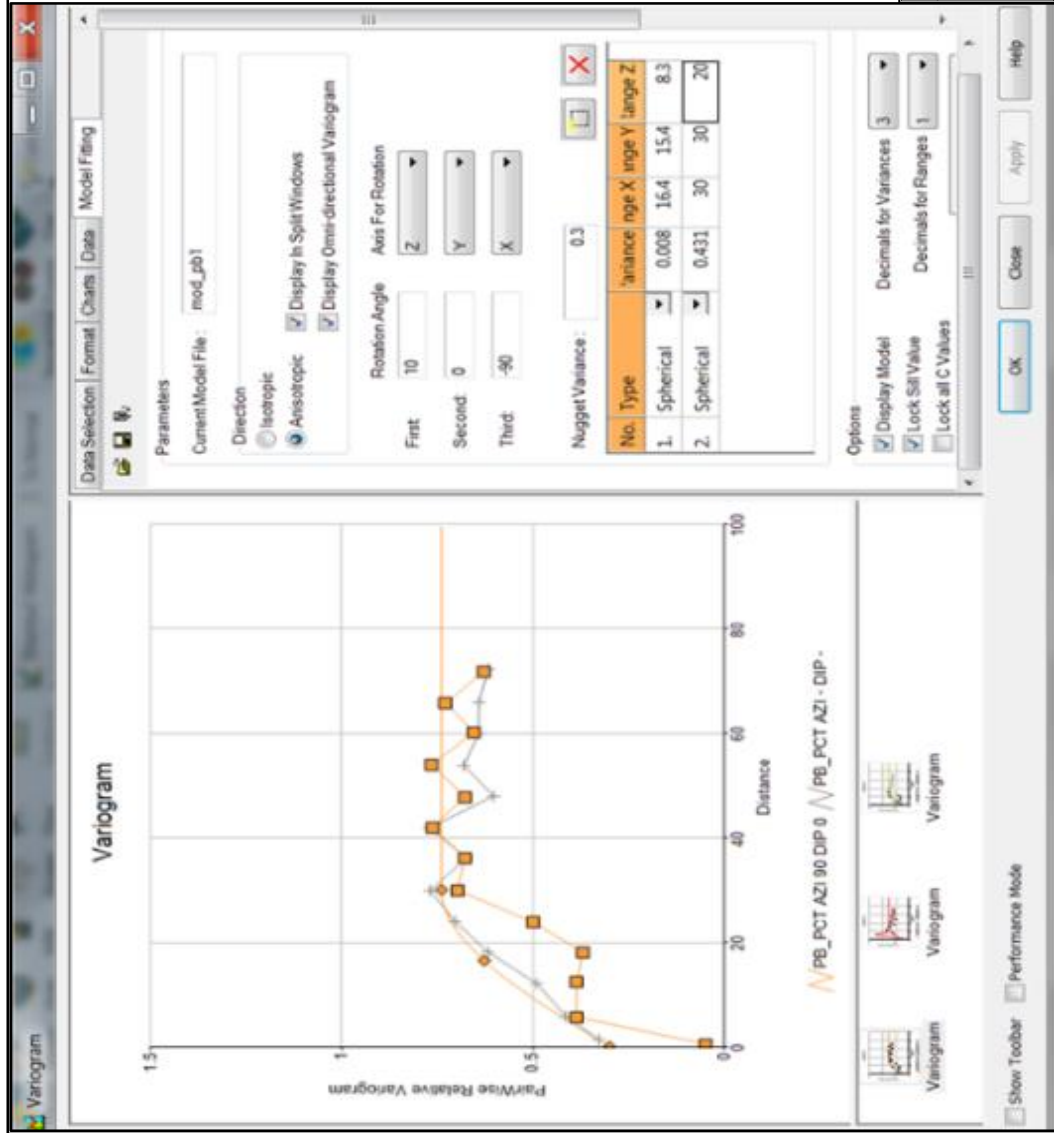 Variogram
Data Selection Format Charts Data Model Fitting
Parameters
Current Model File: mod_pb1
Direction
Isotropic
Anisotropic
Display In Split Windows
Display Omni-directional Variogram
Rotation Angle Axis For Rotation
First: 10 Z
Second: 0 Y
Third: -90 X
Nugget Variance: 0.3
No. Type 'ariance nge X inge Y lange Z
1. Spherical 0.008 16.4 15.4 8.3
2. Spherical 0.431 30 30 20
Options
Display Model
Lock Sill Value
Lock all C Values
Decimals for Variances 3
Decimals for Ranges 1
Variogram
PairWise Relative Variogram
1.5
1
0.5
0
0 20 40 60 80 100
Distance
PB_PCT AZI 90 DIP 0 PB_PCT AZI - DIP -
Variogram Variogram Variogram
Show Toolbar Performance Mode
OK Close Apply Help